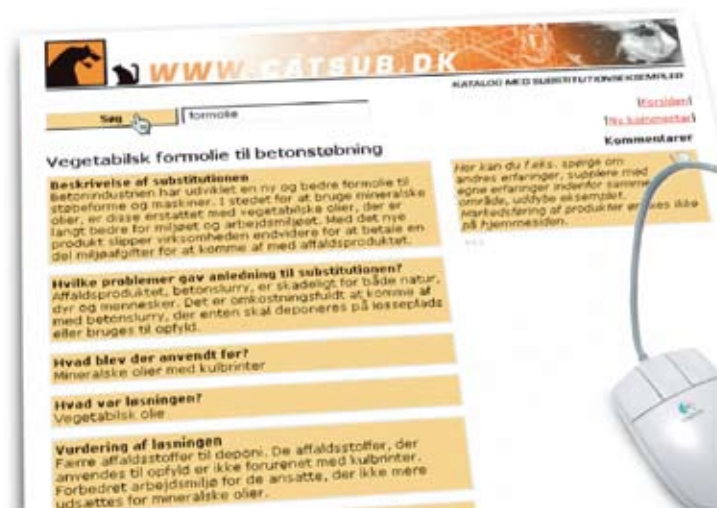 WWW.CATSUB.DK
KATALOG MED SUBSTITUTIONSEKSEMPLER
Søg
formolie
[Forsiden]
[Ny kommentar]
Kommentarer
Vegetabilsk formolie til betonstøbning
Beskrivelse af substitutionen
Betonindustrien har udviklet en ny og bedre formolie til
støbeforme og maskiner. I stedet for at bruge mineralske
olier, er disse erstattet med vegetabilske olier, der er
langt bedre for miljøet og arbejdsmiljøet. Med det nye
produkt slipper virksomheden endvidere for at betale en
del miljøafgifter for at komme af med affaldsproduktet.
Hvilke problemer gav anledning til substitutionen?
Affaldsproduktet, betonslurry, er skadeligt for både natur,
dyr og mennesker. Det er omkostningsfuldt at komme af
med betonslurry, der enten skal deponeres på losseplads
eller bruges til opfyld.
Hvad blev der anvendt før?
Mineralske olier med kulbrinter
Hvad var løsningen?
Vegetabilsk olie
Vurdering af løsningen
Færre affaldsstoffer til deponi. De affaldsstoffer, der
anvendes til opfyld er ikke forurenet med kulbrinter.
Forbedret arbejdsmiljø for de ansatte, der ikke mere
udsættes for mineralske olier.
Her kan du f.eks. spørge om
andres erfaringer, supplere med
egne erfaringer indenfor samme
område, uddybe eksemplet.
Markedsføring af produkter ønskes ikke
på hjemmesiden.